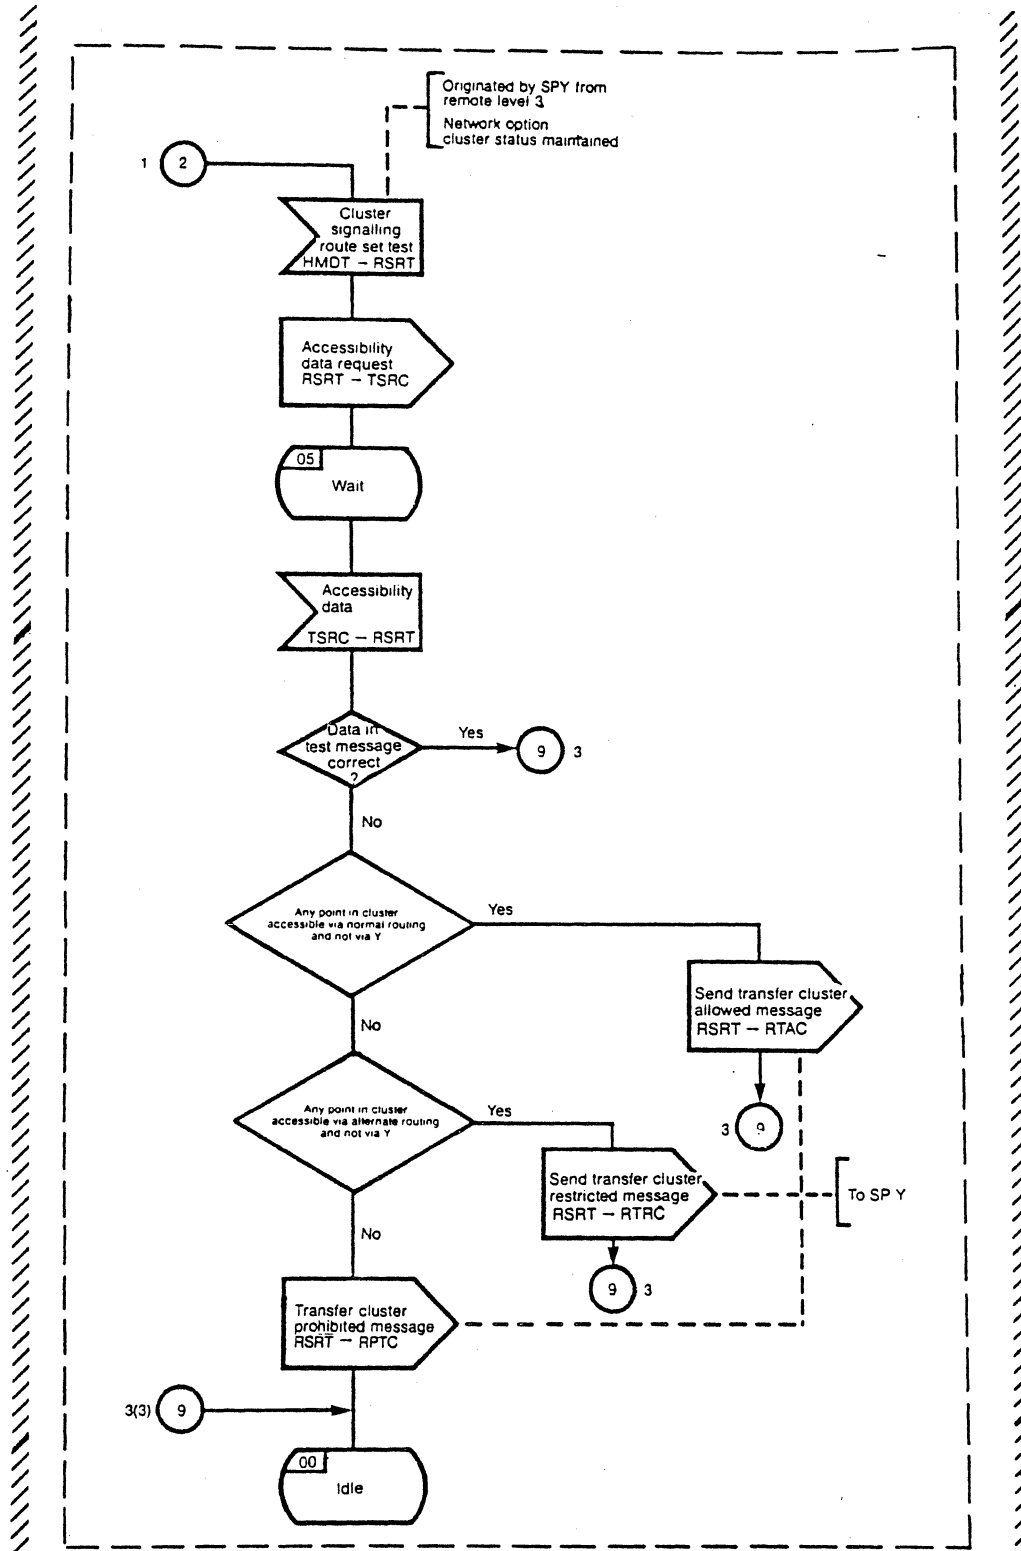 Originated by SPY from
remote level 3
Network option
cluster status maintained
1
2
Cluster
signalling
route set test
HMDT – RSRT
Accessibility
data request
RSRT – TSRC
05
Wait
Accessibility
data
TSRC – RSRT
Data in
test message
correct
?
Yes
9
3
No
Any point in cluster
accessible via normal routing
and not via Y
Yes
Send transfer cluster
allowed message
RSRT – RTAC
No
3
9
Any point in cluster
accessible via alternate routing
and not via Y
Yes
Send transfer cluster
restricted message
RSRT – RTRC
To SP Y
No
9
3
Transfer cluster
prohibited message
RSRT – RPTC
3(3)
9
00
Idle